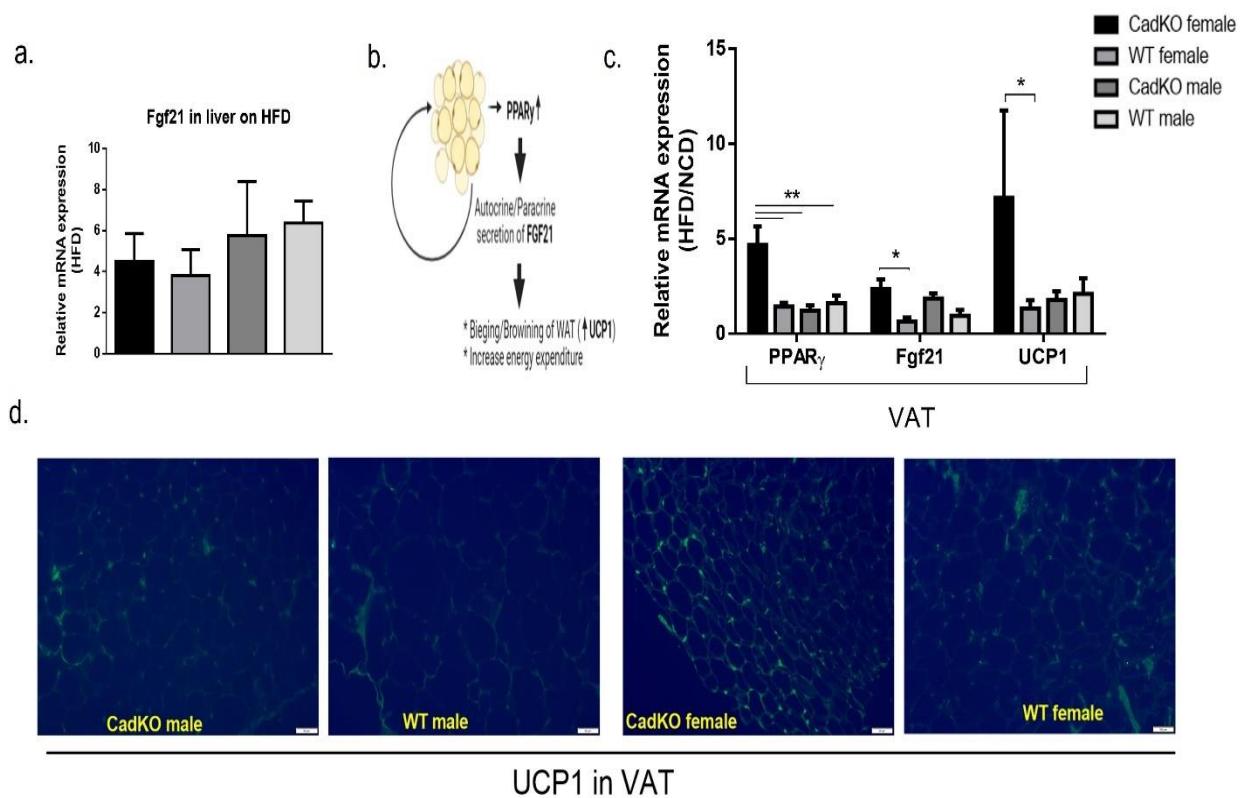 a.
Fgf21 in liver on HFD
Relative mRNA expression
(HFD)
10
8
6
4
2
0
b.
PPARγ
Autocrine/Paracrine
secretion of FGF21
* Bieging/Browining of WAT (↑UCP1)
* Increase energy expenditure
c.
Relative mRNA expression
(HFD/NCD)
15
10
5
0
**
*
*
PPARγ Fgf21 UCP1
VAT
CadKO female
WT female
CadKO male
WT male
d.
CadKO male
WT male
CadKO female
WT female
UCP1 in VAT